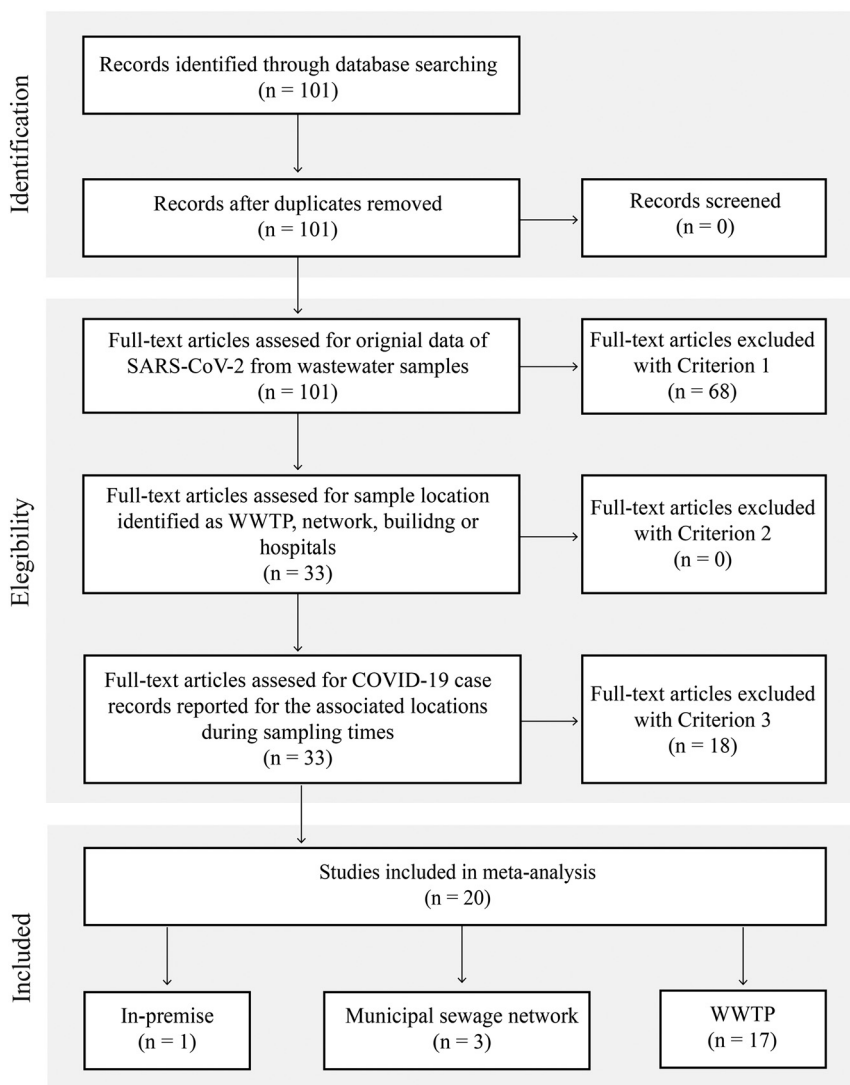 Identification
Records identified through database searching
(n = 101)
Records after duplicates removed
(n = 101)
Records screened
(n = 0)
Elegibility
Full-text articles assesed for orignial data of
SARS-CoV-2 from wastewater samples
(n = 101)
Full-text articles excluded
with Criterion 1
(n = 68)
Full-text articles assesed for sample location
identified as WWTP, network, builidng or
hospitals
(n = 33)
Full-text articles excluded
with Criterion 2
(n = 0)
Full-text articles assesed for COVID-19 case
records reported for the associated locations
during sampling times
(n = 33)
Full-text articles excluded
with Criterion 3
(n = 18)
Included
Studies included in meta-analysis
(n = 20)
In-premise
(n = 1)
Municipal sewage network
(n = 3)
WWTP
(n = 17)